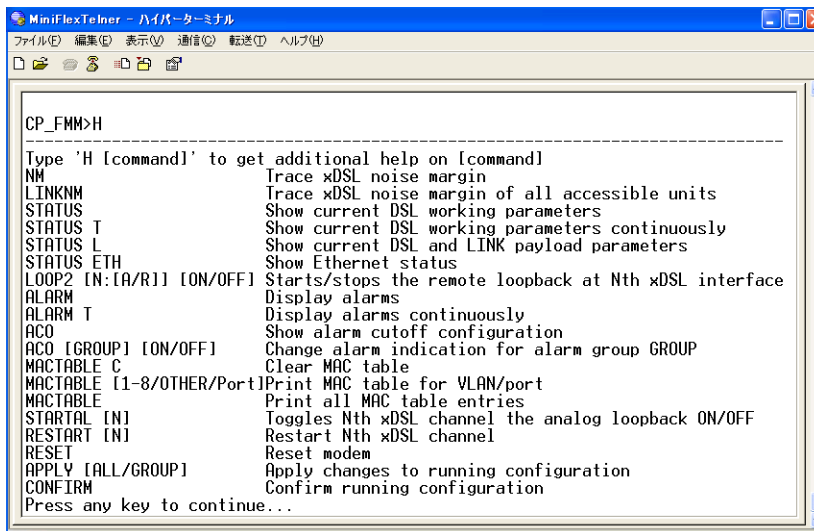 MiniFlexTelner - ハイパーターミナル
ファイル(F) 編集(E) 表示(V) 通信(C) 転送(T) ヘルプ(H)
CP_FMM>H
--------------------------------------------------------------------------------
Type 'H [command]' to get additional help on [command]
NM Trace xDSL noise margin
LINKNM Trace xDSL noise margin of all accessible units
STATUS Show current DSL working parameters
STATUS T Show current DSL working parameters continuously
STATUS L Show current DSL and LINK payload parameters
STATUS ETH Show Ethernet status
LOOP2 [N:[A/R]] [ON/OFF] Starts/stops the remote loopback at Nth xDSL interface
ALARM Display alarms
ALARM T Display alarms continuously
ACO Show alarm cutoff configuration
ACO [GROUP] [ON/OFF] Change alarm indication for alarm group GROUP
MACTABLE C Clear MAC table
MACTABLE [1-8/OTHER/Port]Print MAC table for VLAN/port
MACTABLE Print all MAC table entries
STARTAL [N] Toggles Nth xDSL channel the analog loopback ON/OFF
RESTART [N] Restart Nth xDSL channel
RESET Reset modem
APPLY [ALL/GROUP] Apply changes to running configuration
CONFIRM Confirm running configuration
Press any key to continue...